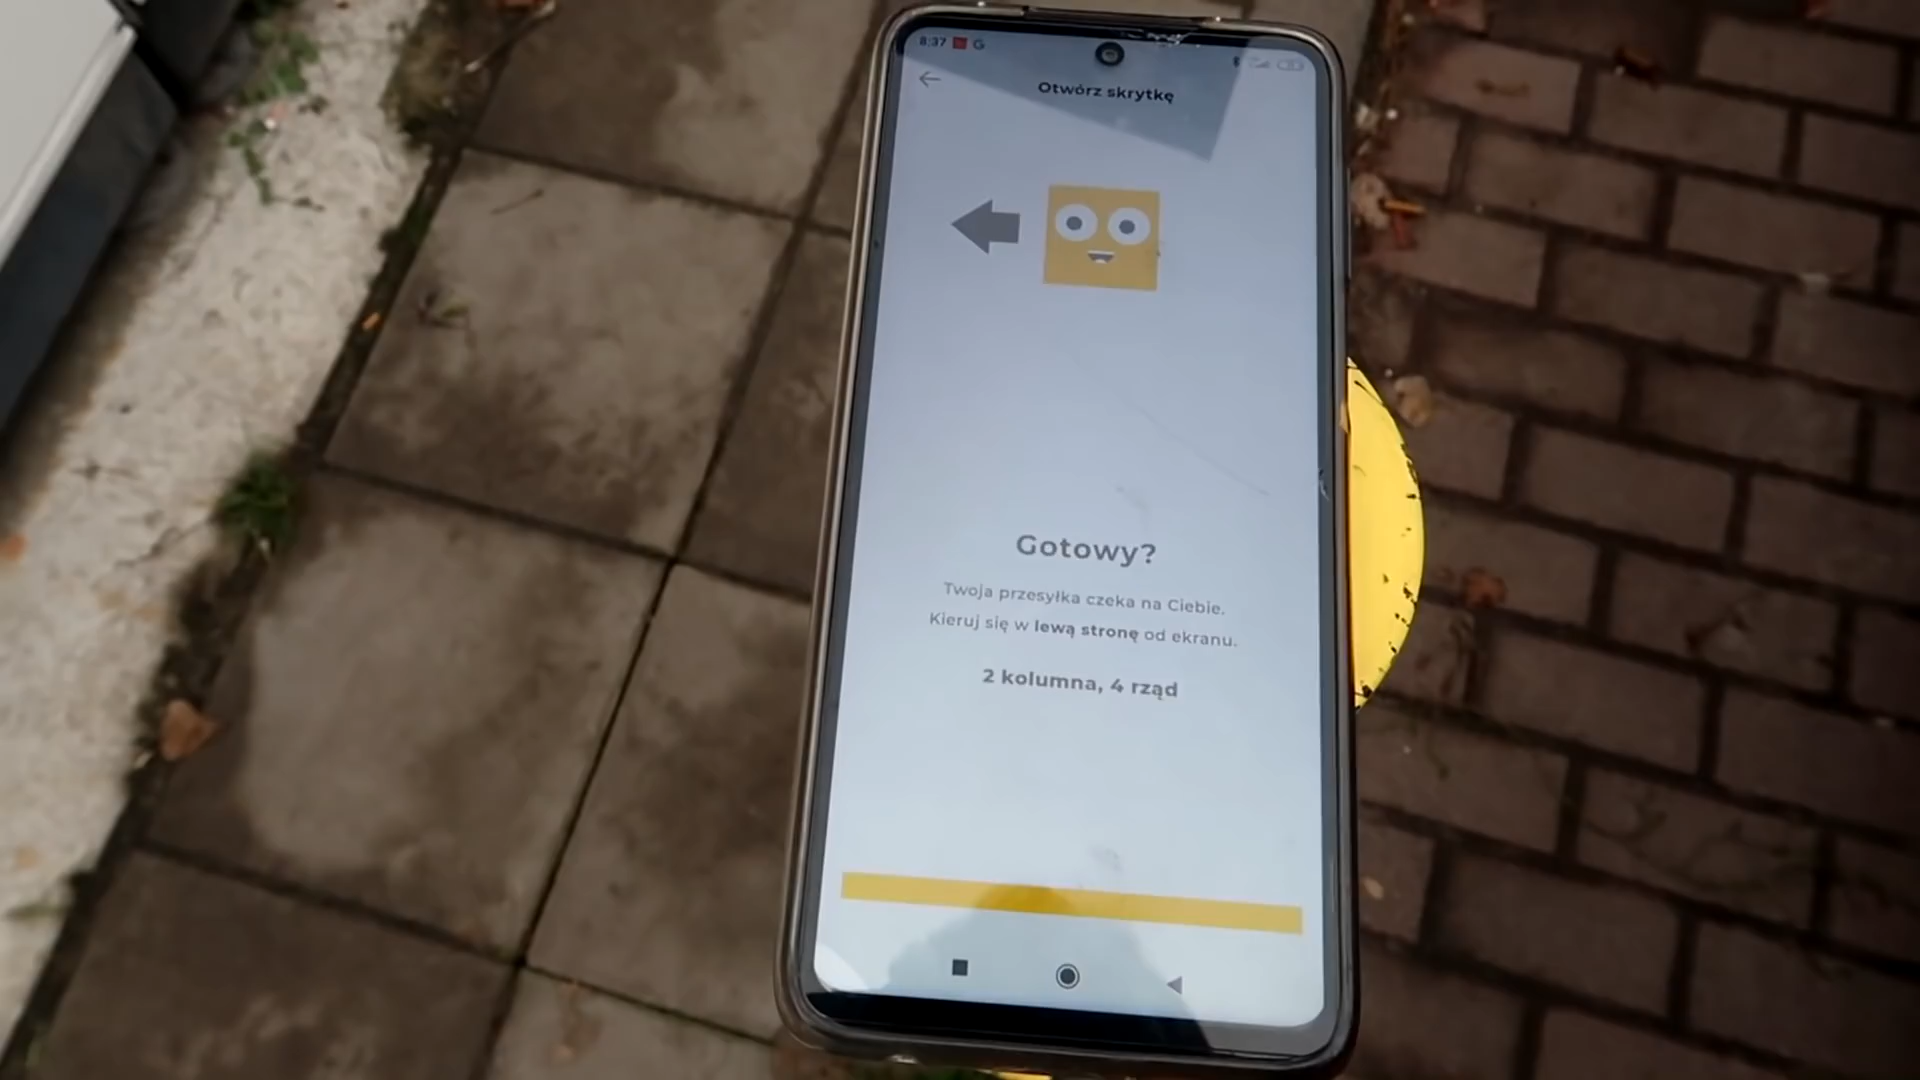 8:37 G
Otwórz skrytkę
Gotowy?
Twoja przesyłka czeka na Ciebie.
Kieruj się w lewą stronę od ekranu.
2 kolumna, 4 rząd